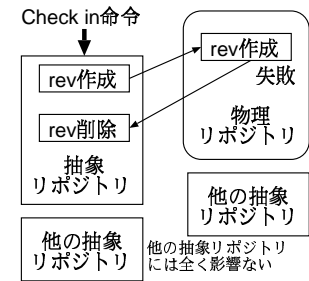 Check in命令
rev作成
rev作成
失敗
rev削除
物理
リポジトリ
抽象
リポジトリ
他の抽象
リポジトリ
他の抽象
リポジトリ
他の抽象リポジトリ
には全く影響ない